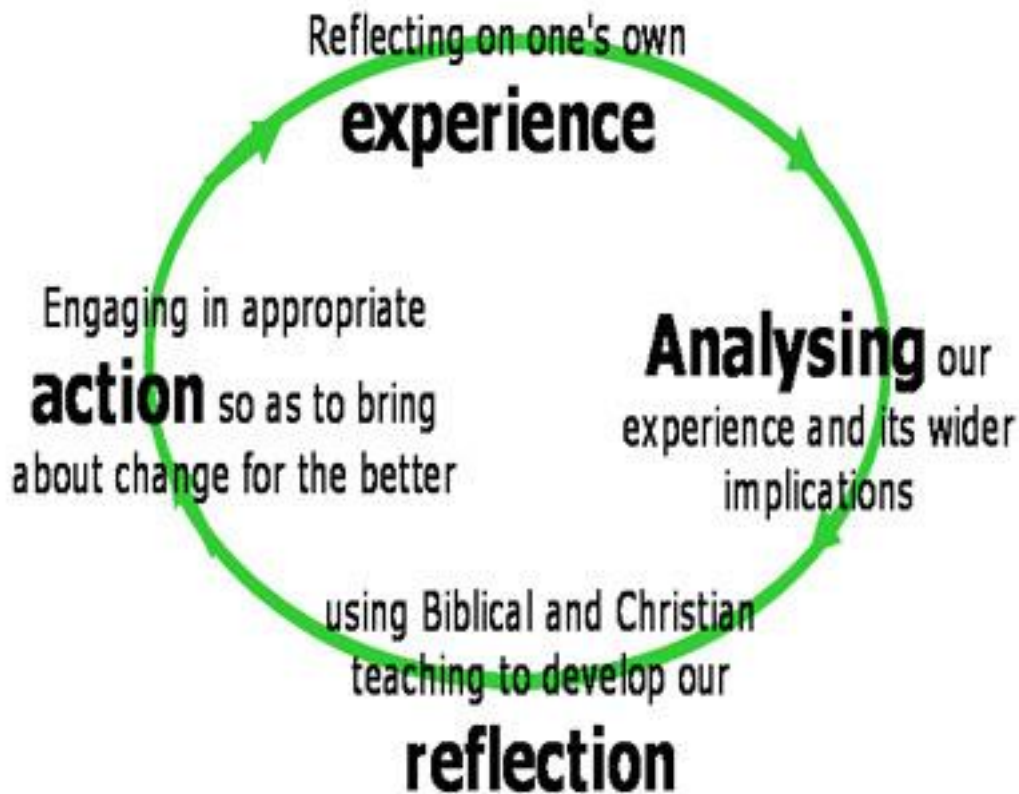 Reflecting on one's own
experience
Analysing our
experience and its wider
implications
using Biblical and Christian
teaching to develop our
reflection
Engaging in appropriate
action so as to bring
about change for the better